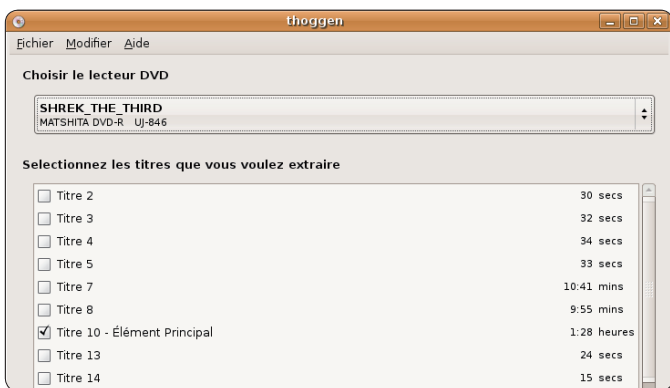 thoggen
Fichier Modifier Aide
Choisir le lecteur DVD
SHREK_THE_THIRD
MATSHITA DVD-R UJ-846
Selectionnez les titres que vous voulez extraire
Titre 2 30 secs
Titre 3 32 secs
Titre 4 34 secs
Titre 5 33 secs
Titre 7 10:41 mins
Titre 8 9:55 mins
Titre 10 - Élément Principal 1:28 heures
Titre 13 24 secs
Titre 14 15 secs